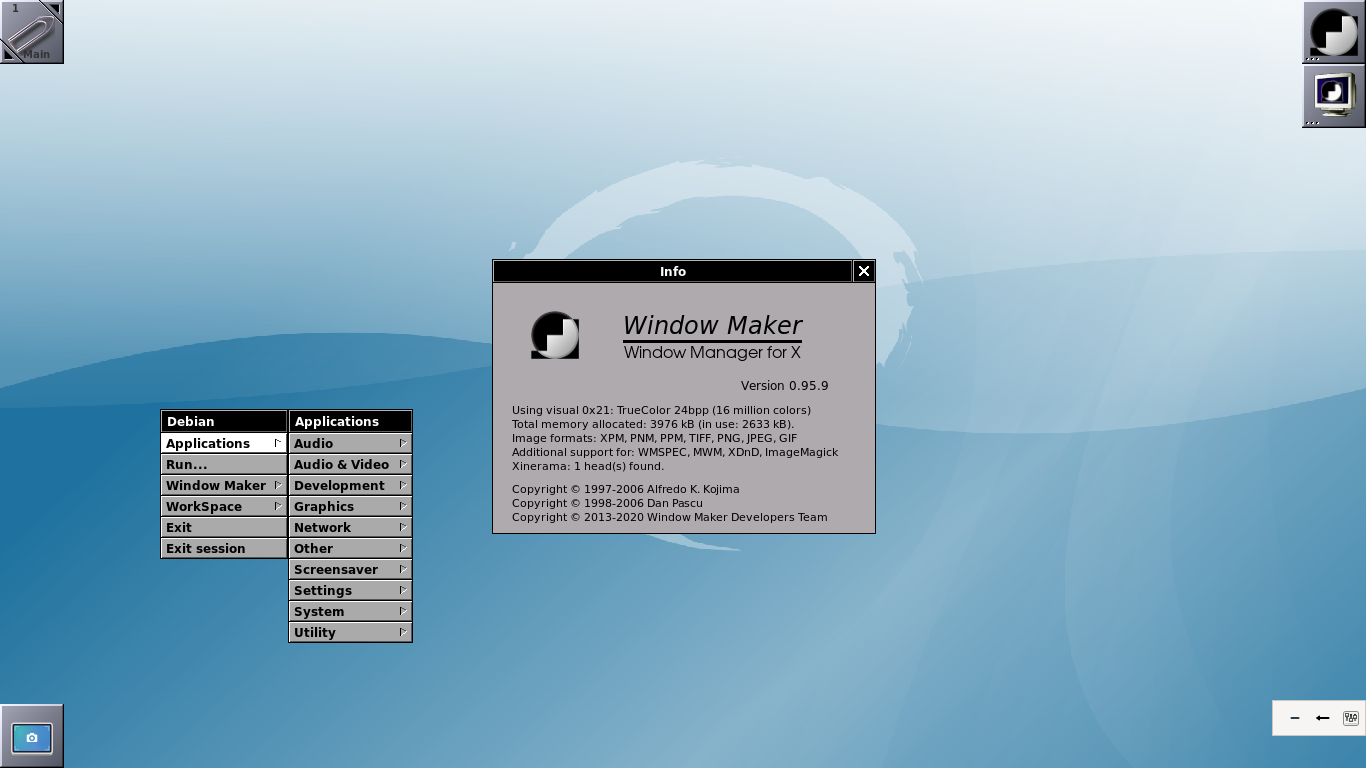 1
Main
Debian
Applications
Run...
Window Maker
WorkSpace
Exit
Exit session
Applications
Audio
Audio & Video
Development
Graphics
Network
Other
Screensaver
Settings
System
Utility
Info
Window Maker
Window Manager for X
Version 0.95.9
Using visual 0x21: TrueColor 24bpp (16 million colors)
Total memory allocated: 3976 kB (in use: 2633 kB).
Image formats: XPM, PNM, PPM, TIFF, PNG, JPEG, GIF
Additional support for: WMSPEC, MWM, XDnD, ImageMagick
Xinerama: 1 head(s) found.
Copyright © 1997-2006 Alfredo K. Kojima
Copyright © 1998-2006 Dan Pascu
Copyright © 2013-2020 Window Maker Developers Team